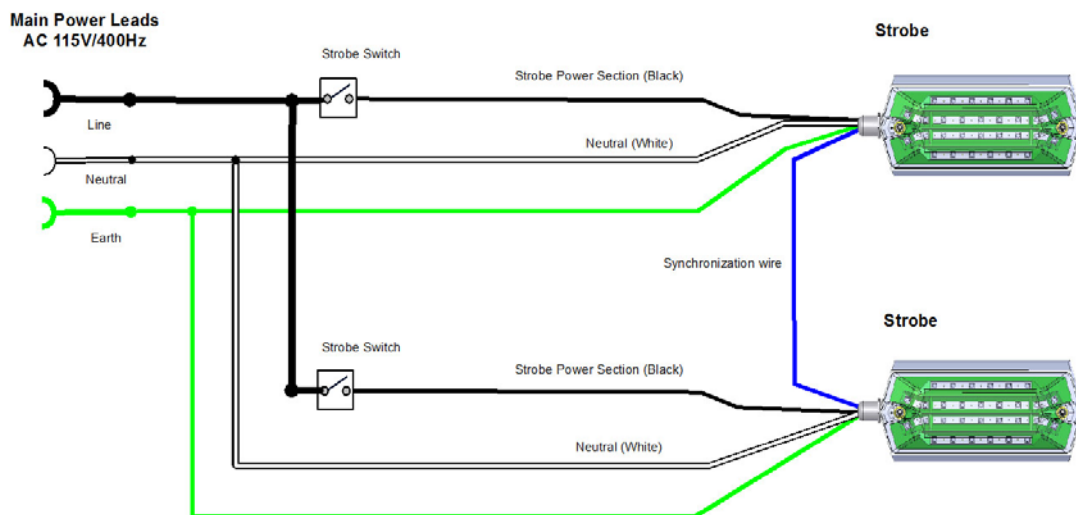 Main Power Leads
AC 115V/400Hz
Strobe
Strobe Switch
Strobe Power Section (Black)
Line
Neutral (White)
Neutral
Earth
Synchronization wire
Strobe
Strobe Switch
Strobe Power Section (Black)
Neutral (White)